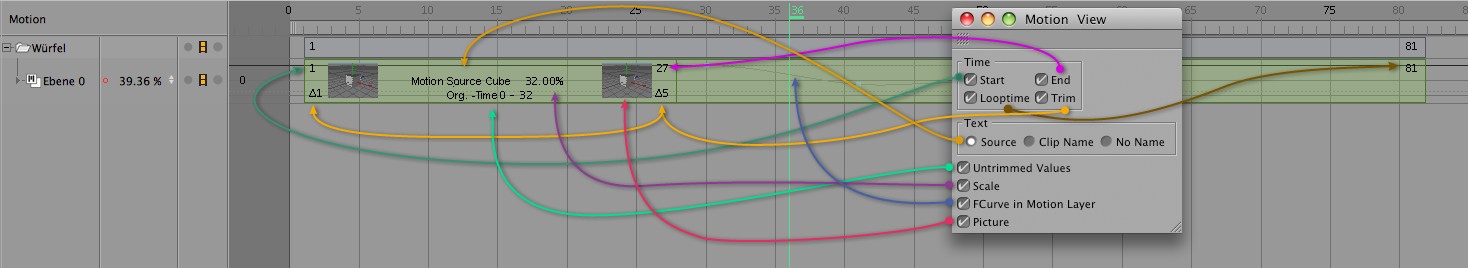 Motion
0 5 10 15 20 25 30 35 36 40 45 50 55 60 65 70 75 80
Motion View
Würfel
1 81
Time
Ebene 0 39.36 % 0
1 Motion Source Cube 32.00% 27 81
Start End
Δ1 Org. -Time 0 - 32 Δ5
Looptime Trim
Text
Source Clip Name No Name
Untrimmed Values
Scale
FCurve in Motion Layer
Picture